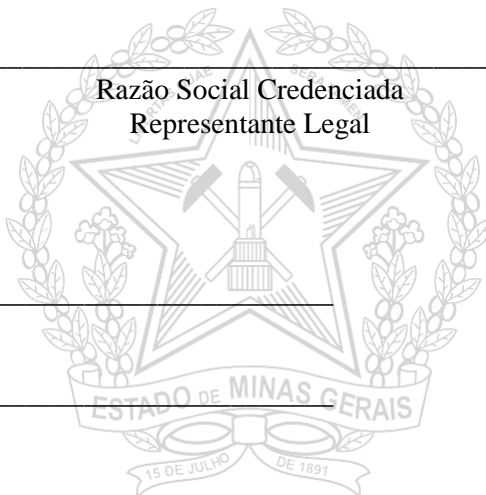 Razão Social Credenciada
Representante Legal
ESTADO DE MINAS GERAIS
15 DE JULHO DE 1891